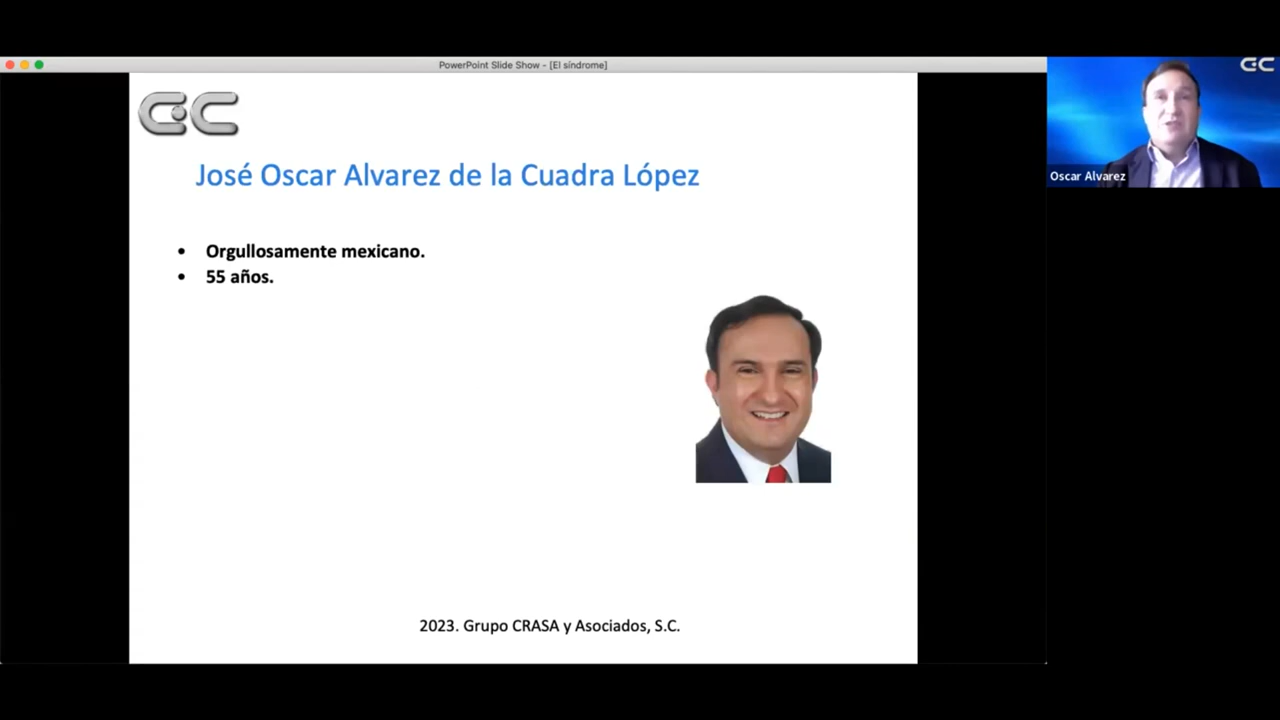 PowerPoint Slide Show - [El síndrome]
José Oscar Alvarez de la Cuadra López
• Orgullosamente mexicano.
• 55 años.
2023. Grupo CRASA y Asociados, S.C.
Oscar Alvarez